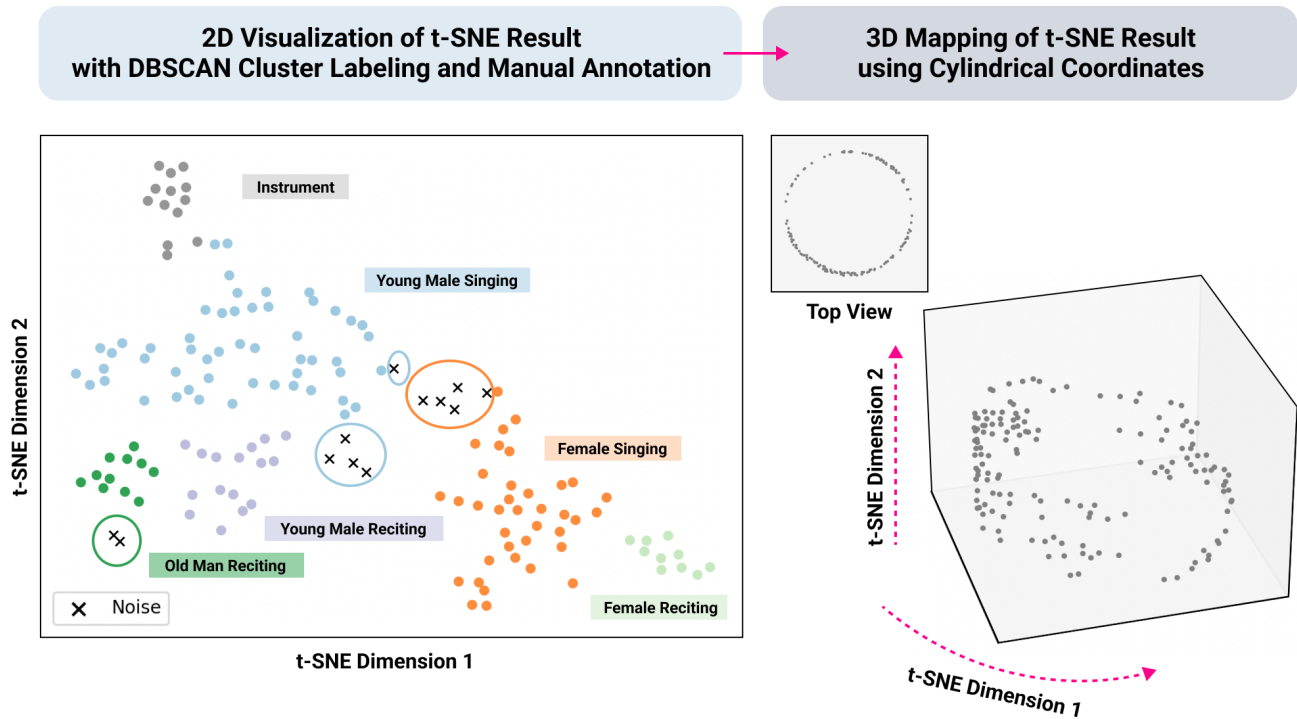 2D Visualization of t-SNE Result
with DBSCAN Cluster Labeling and Manual Annotation
3D Mapping of t-SNE Result
using Cylindrical Coordinates
Instrument
Young Male Singing
Female Singing
Young Male Reciting
Old Man Reciting
Female Reciting
Noise
t-SNE Dimension 2
t-SNE Dimension 1
Top View
t-SNE Dimension 2
t-SNE Dimension 1